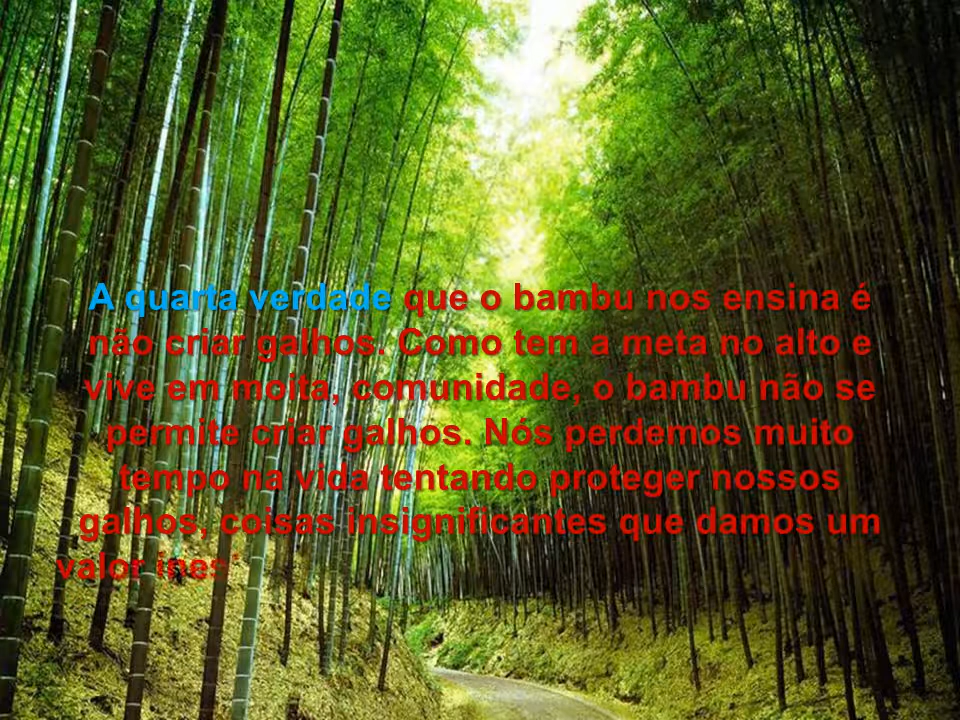 A quarta verdade que o bambu nos ensina é
não criar galhos. Como tem a meta no alto e
vive em moita, comunidade, o bambu não se
permite criar galhos. Nós perdemos muito
tempo na vida tentando proteger nossos
galhos, coisas insignificantes que damos um
valor